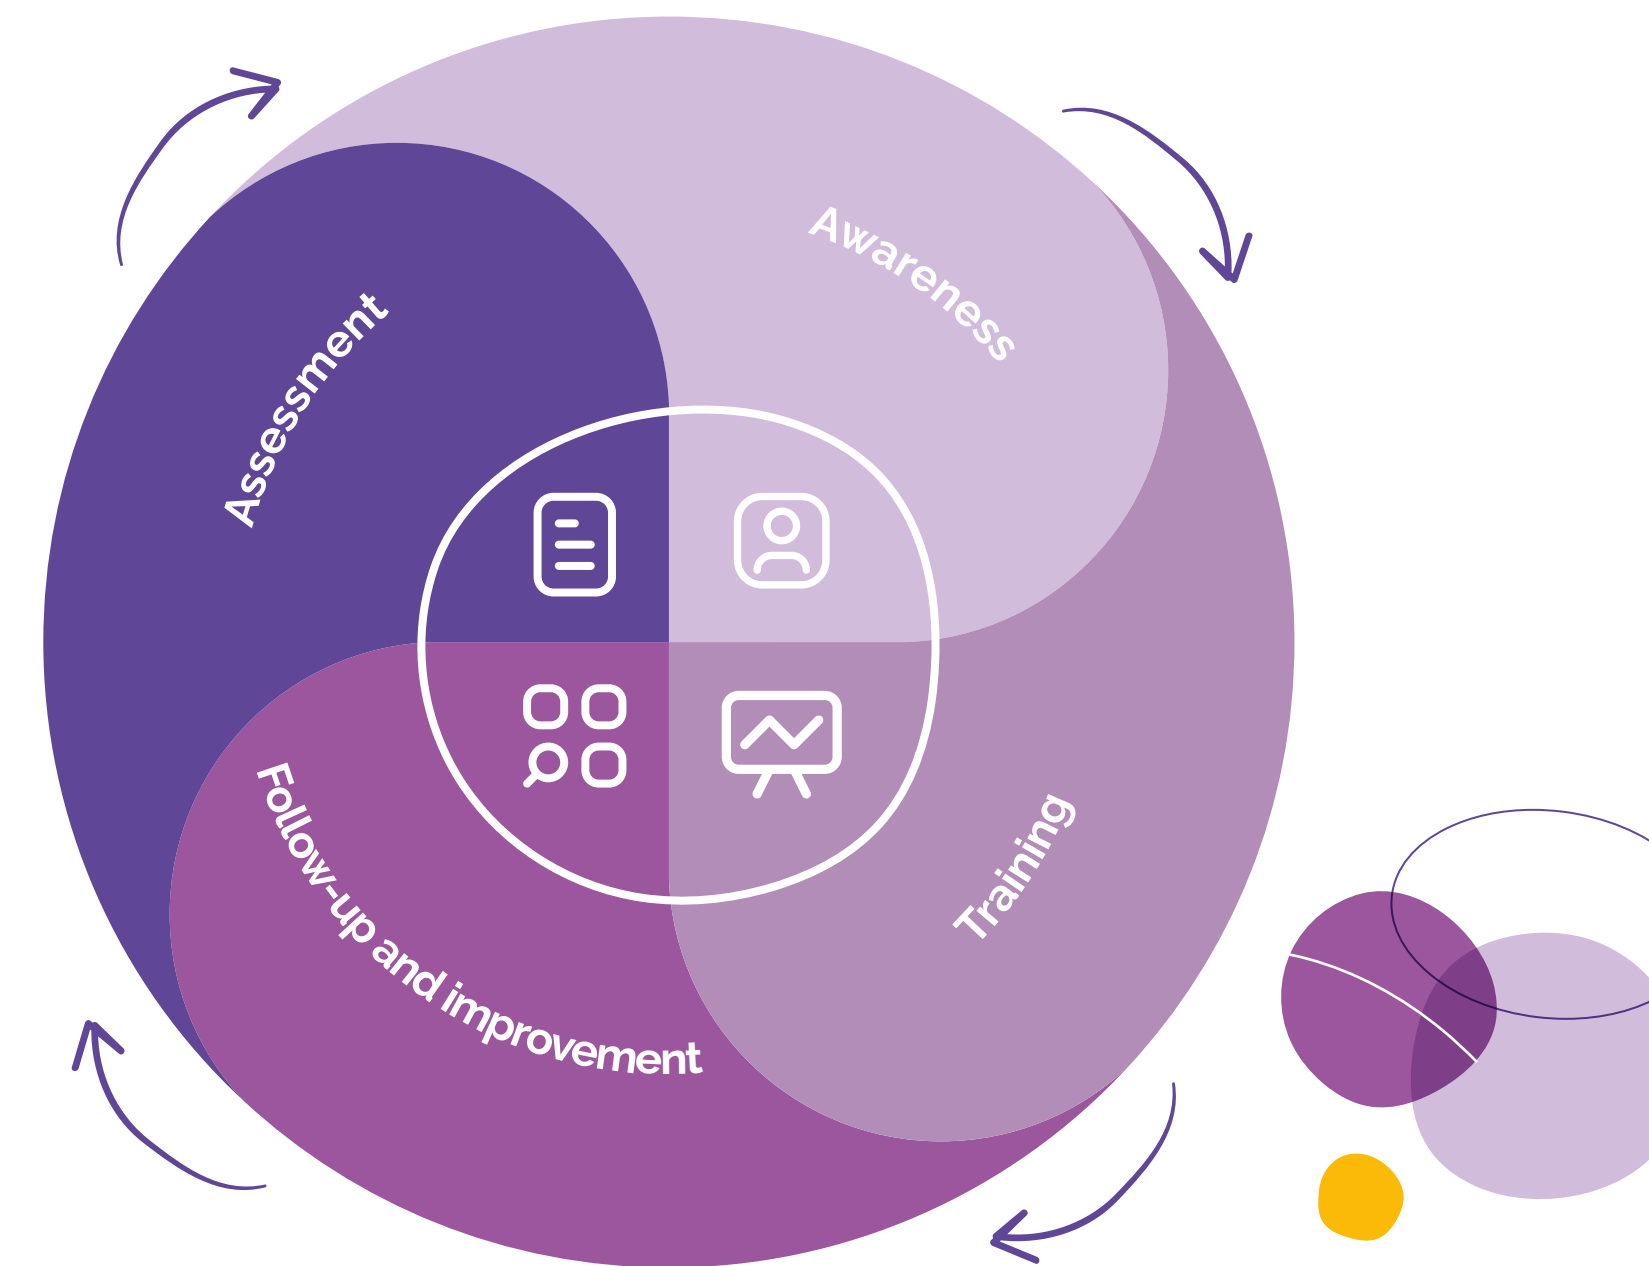 Assessment
Awareness
Training
Follow-up and improvement